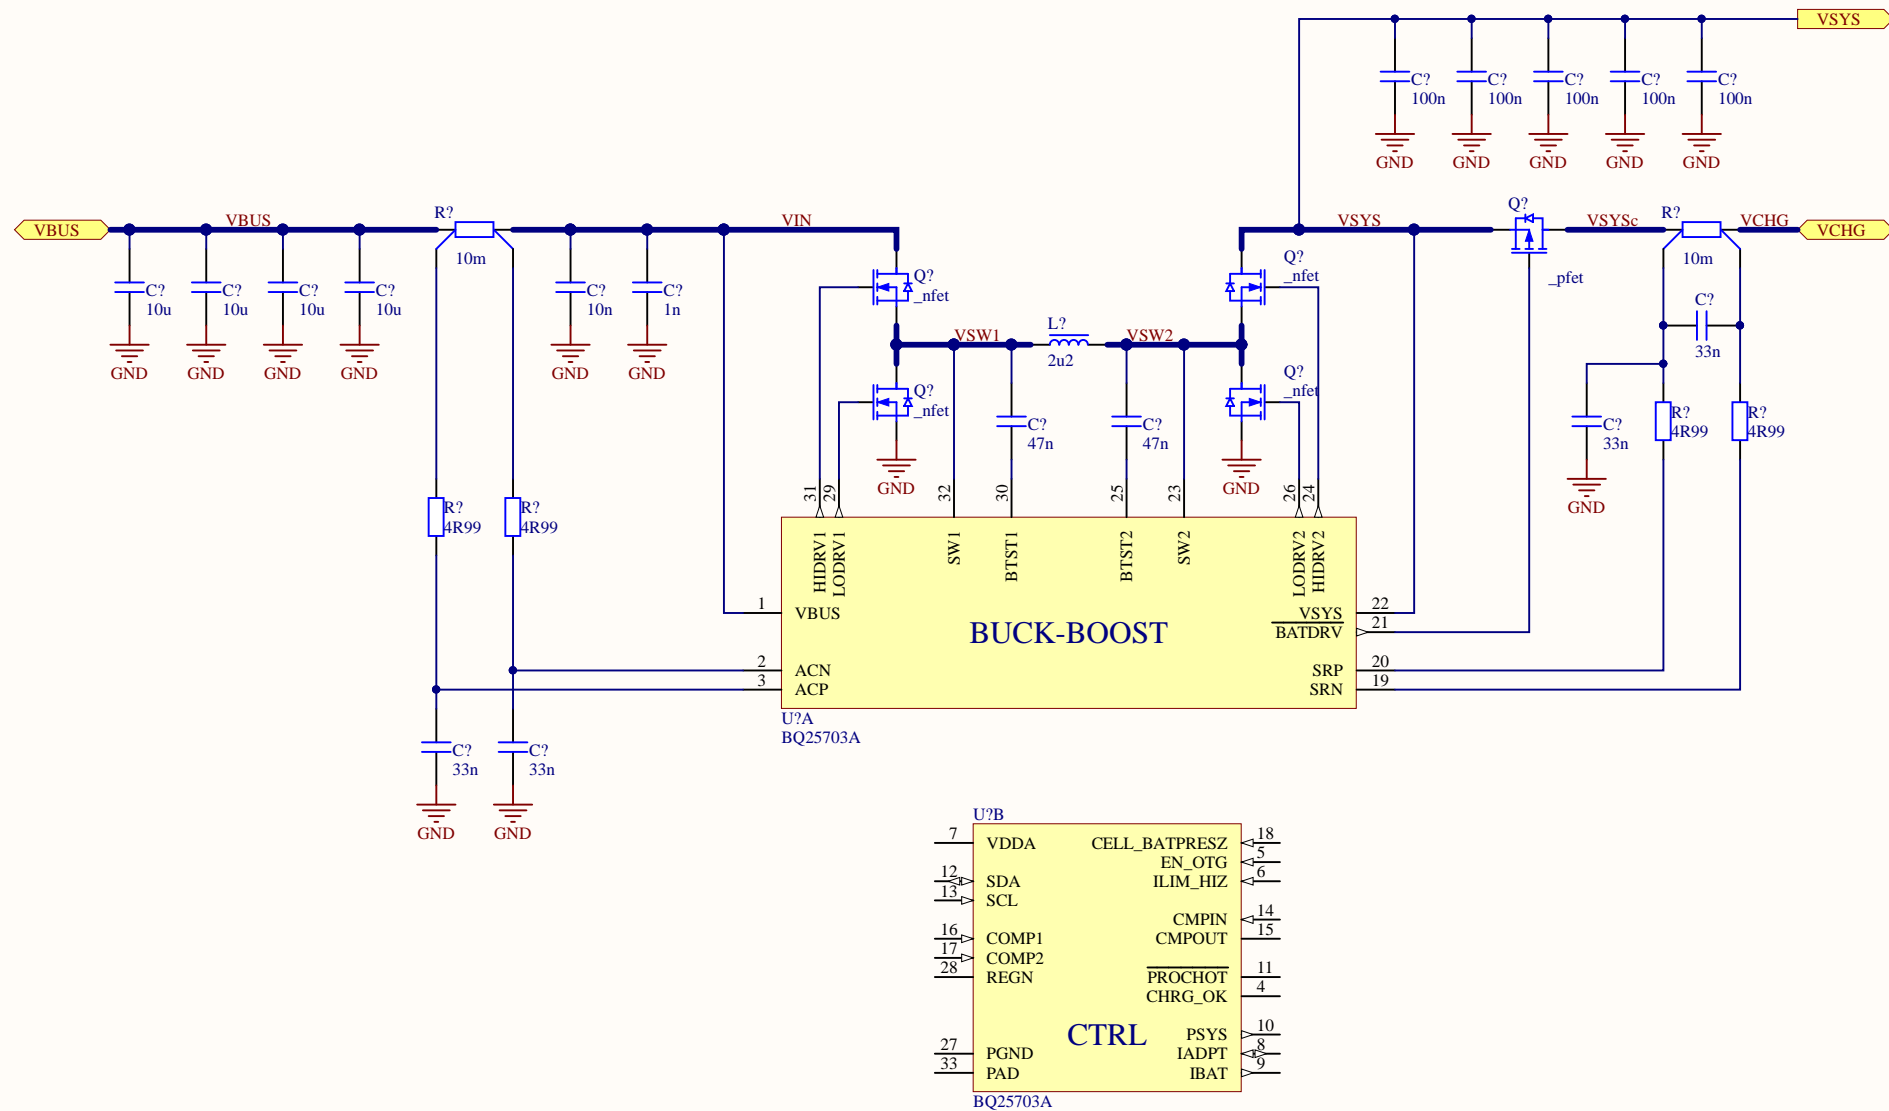 VSYS
C?
100n
C?
100n
C?
100n
C?
100n
C?
100n
GND
GND
GND
GND
GND
VBUS
VBUS
R?
10m
VIN
VSYS
Q?
_pfet
VSYSc
R?
10m
VCHG
VCHG
C?
10u
C?
10u
C?
10u
C?
10u
C?
10n
C?
1n
GND
GND
GND
GND
GND
GND
Q?
_nfet
Q?
_nfet
VSW1
L?
2u2
VSW2
Q?
_nfet
Q?
_nfet
C?
33n
C?
47n
C?
47n
C?
33n
R?
4R99
R?
4R99
GND
GND
GND
R?
4R99
R?
4R99
31
29
32
30
25
23
26
24
HIDRV1
LODRV1
SW1
BTST1
BTST2
SW2
LODRV2
HIDRV2
1
VBUS
2
ACN
3
ACP
BUCK-BOOST
VSYS
22
BATDRV
21
SRP
20
SRN
19
U?A
BQ25703A
C?
33n
C?
33n
GND
GND
U?B
7
VDDA
12
SDA
13
SCL
16
COMP1
17
COMP2
28
REGN
27
PGND
33
PAD
CTRL
CELL_BATPRESZ
18
EN_OTG
5
ILIM_HIZ
6
CMPIN
14
CMPOUT
15
PROCHOT
11
CHRG_OK
4
PSYS
10
IADPT
8
IBAT
9
BQ25703A